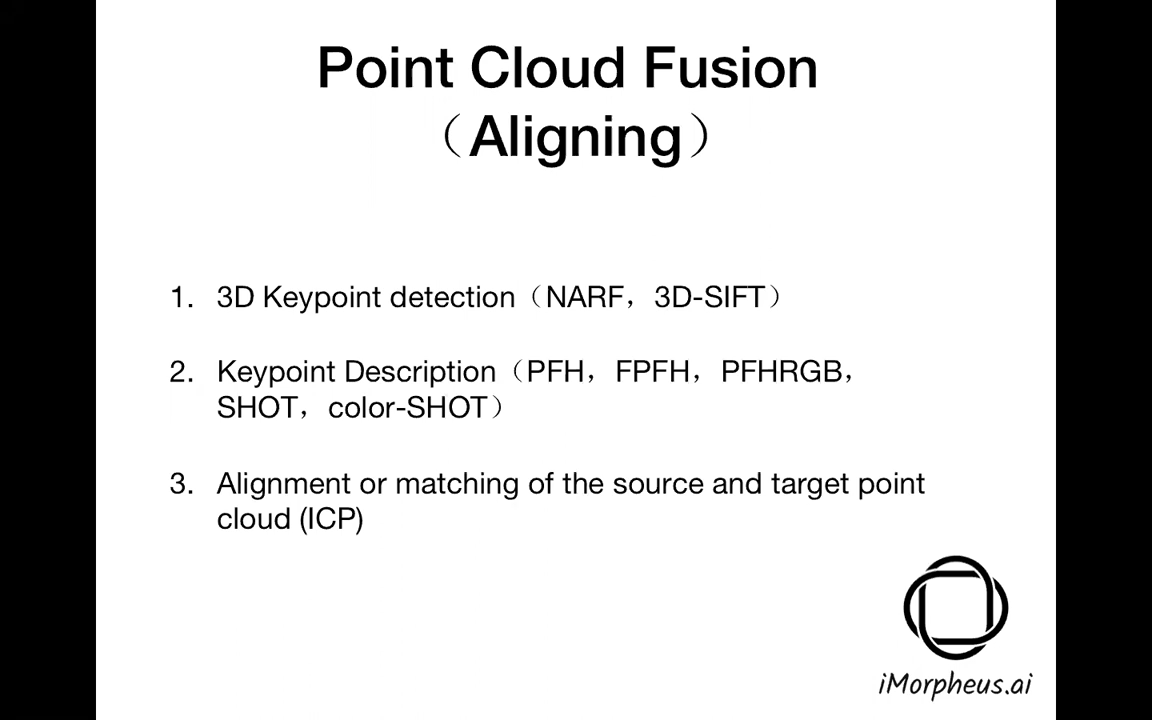 Point Cloud Fusion
（Aligning）
1. 3D Keypoint detection（NARF，3D-SIFT）
2. Keypoint Description（PFH，FPFH，PFHRGB，
SHOT，color-SHOT）
3. Alignment or matching of the source and target point
cloud (ICP)
iMorpheus.ai